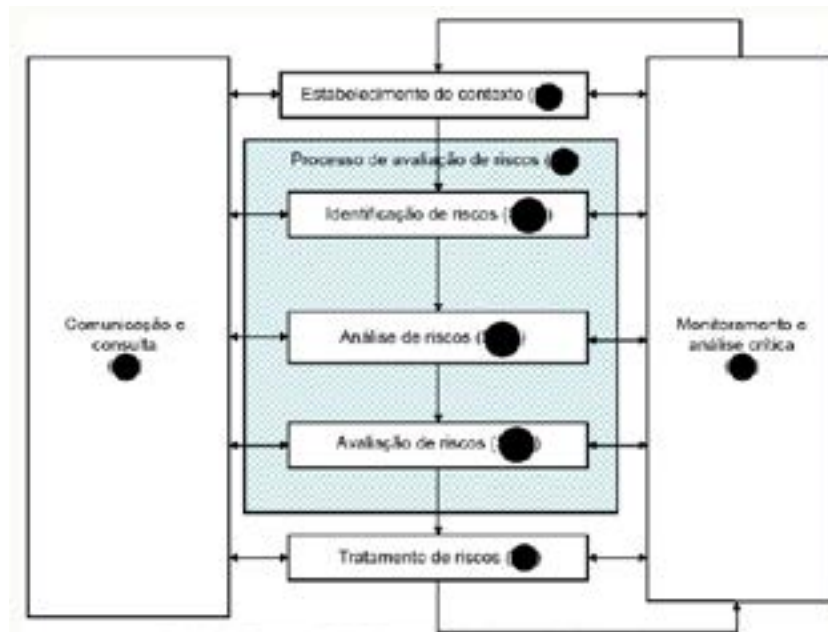 Estabelecimento do contexto (
Processo de avaliação de riscos (
Identificação de riscos ( )
Comunicação e
consulta
Análise de riscos ( )
Monitoramento e
análise crítica
Avaliação de riscos ( )
Tratamento de riscos ( )